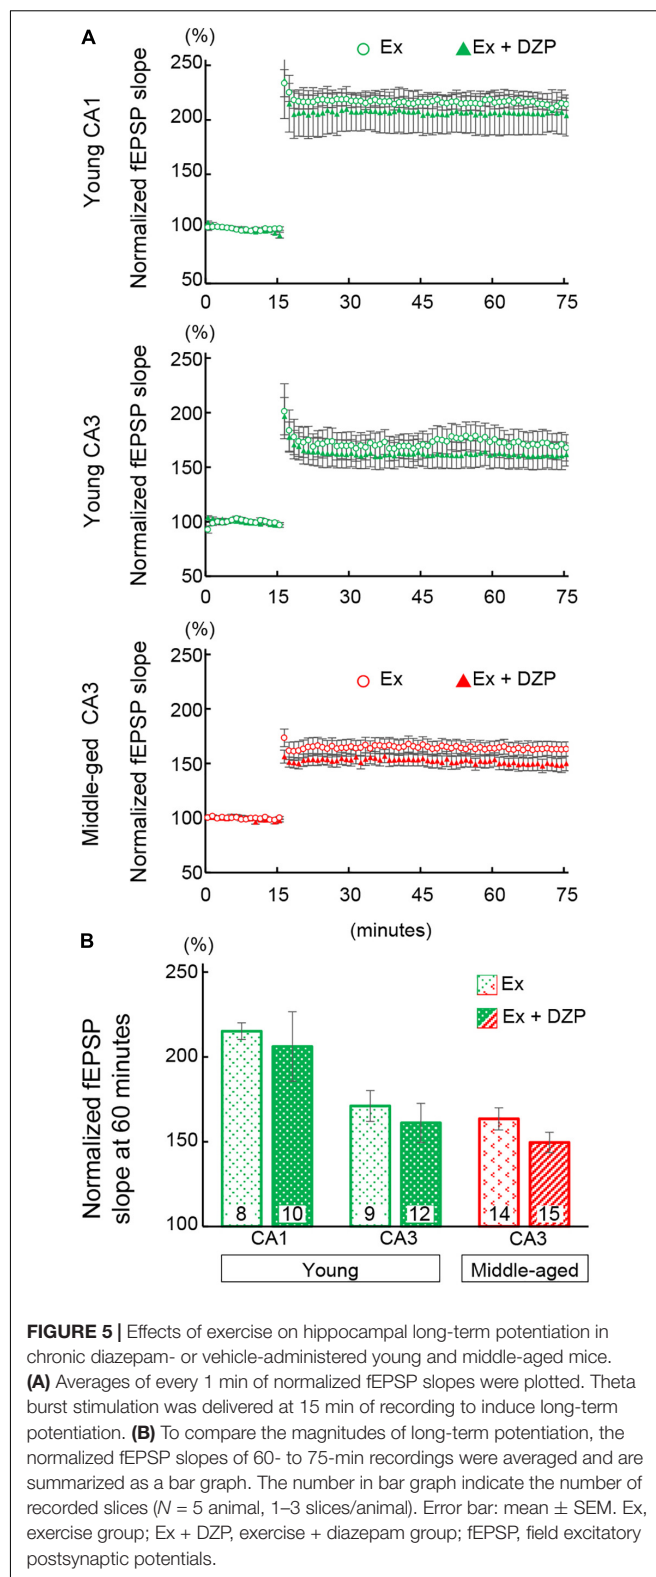 A
(%)
Ex
Ex + DZP
Young CA1
Normalized fEPSP slope
250
200
150
100
50
0 15 30 45 60 75
(%)
Young CA3
Normalized fEPSP slope
250
200
150
100
50
0 15 30 45 60 75
(%)
Ex
Ex + DZP
Middle-ged CA3
Normalized fEPSP slope
250
200
150
100
50
0 15 30 45 60 75
(minutes)
B
(%)
Normalized fEPSP
slope at 60 minutes
250
200
150
100
Ex
Ex + DZP
8 10 9 12 14 15
CA1 CA3 CA3
Young Middle-aged
FIGURE 5 | Effects of exercise on hippocampal long-term potentiation in
chronic diazepam- or vehicle-administered young and middle-aged mice.
(A) Averages of every 1 min of normalized fEPSP slopes were plotted. Theta
burst stimulation was delivered at 15 min of recording to induce long-term
potentiation. (B) To compare the magnitudes of long-term potentiation, the
normalized fEPSP slopes of 60- to 75-min recordings were averaged and are
summarized as a bar graph. The number in bar graph indicate the number of
recorded slices (N = 5 animal, 1–3 slices/animal). Error bar: mean ± SEM. Ex,
exercise group; Ex + DZP, exercise + diazepam group; fEPSP, field excitatory
postsynaptic potentials.